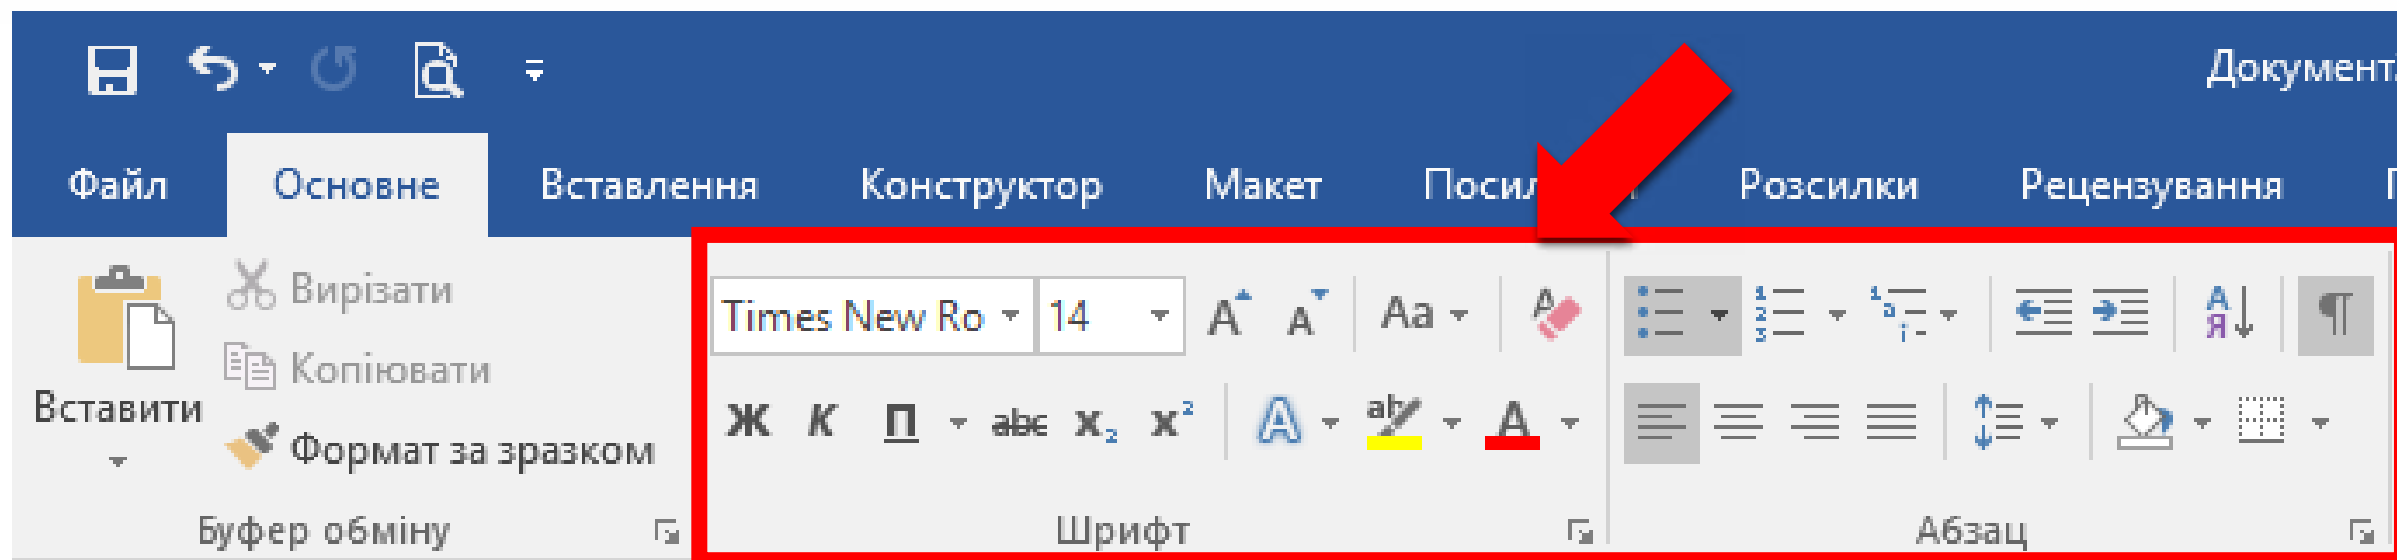 Документ
Файл Основне Вставлення Конструктор Макет Розсилки Рецензування
Вирізати
Times New Ro 14 Aa
Копіювати
Вставити
Ж К П abc x₂ x² A ab A
Формат за зразком
Буфер обміну Шрифт Абзац